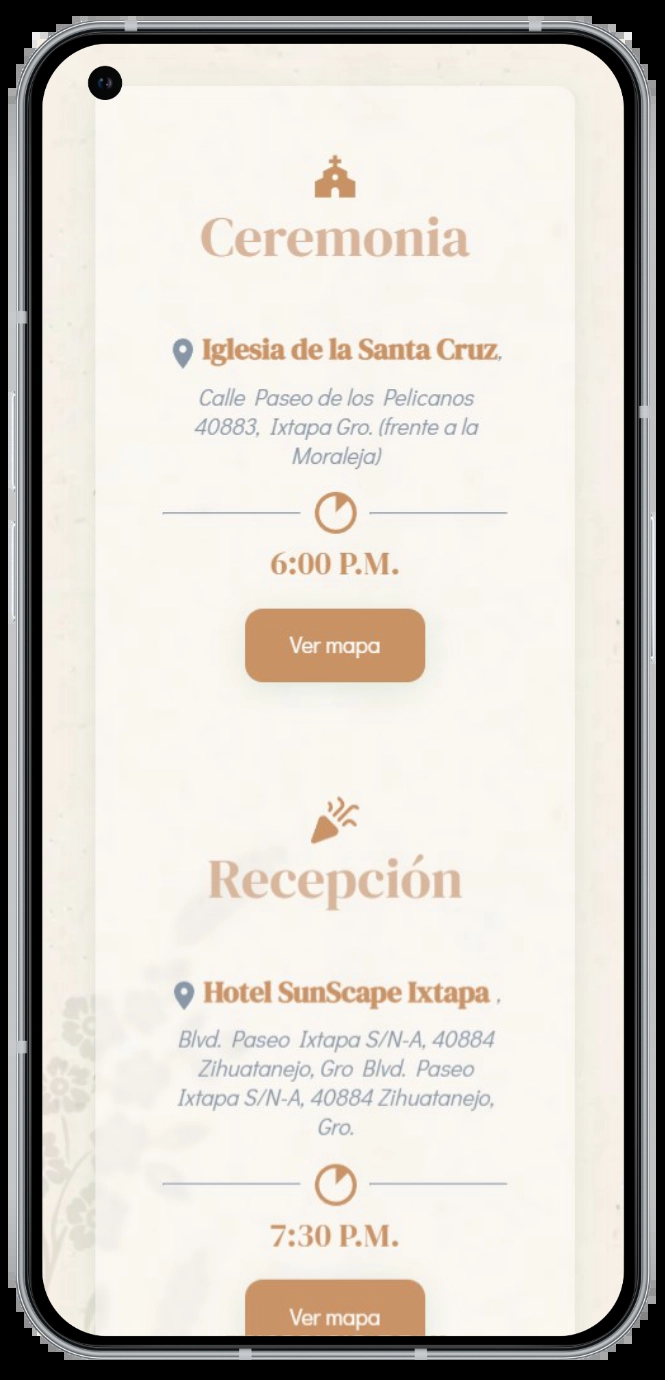 Ceremonia
Iglesia de la Santa Cruz,
Calle Paseo de los Pelicanos
40883, Ixtapa Gro. (frente a la
Moraleja)
6:00 P.M.
Ver mapa
Recepción
Hotel SunScape Ixtapa ,
Blvd. Paseo Ixtapa S/N-A, 40884
Zihuatanejo, Gro Blvd. Paseo
Ixtapa S/N-A, 40884 Zihuatanejo,
Gro.
7:30 P.M.
Ver mapa